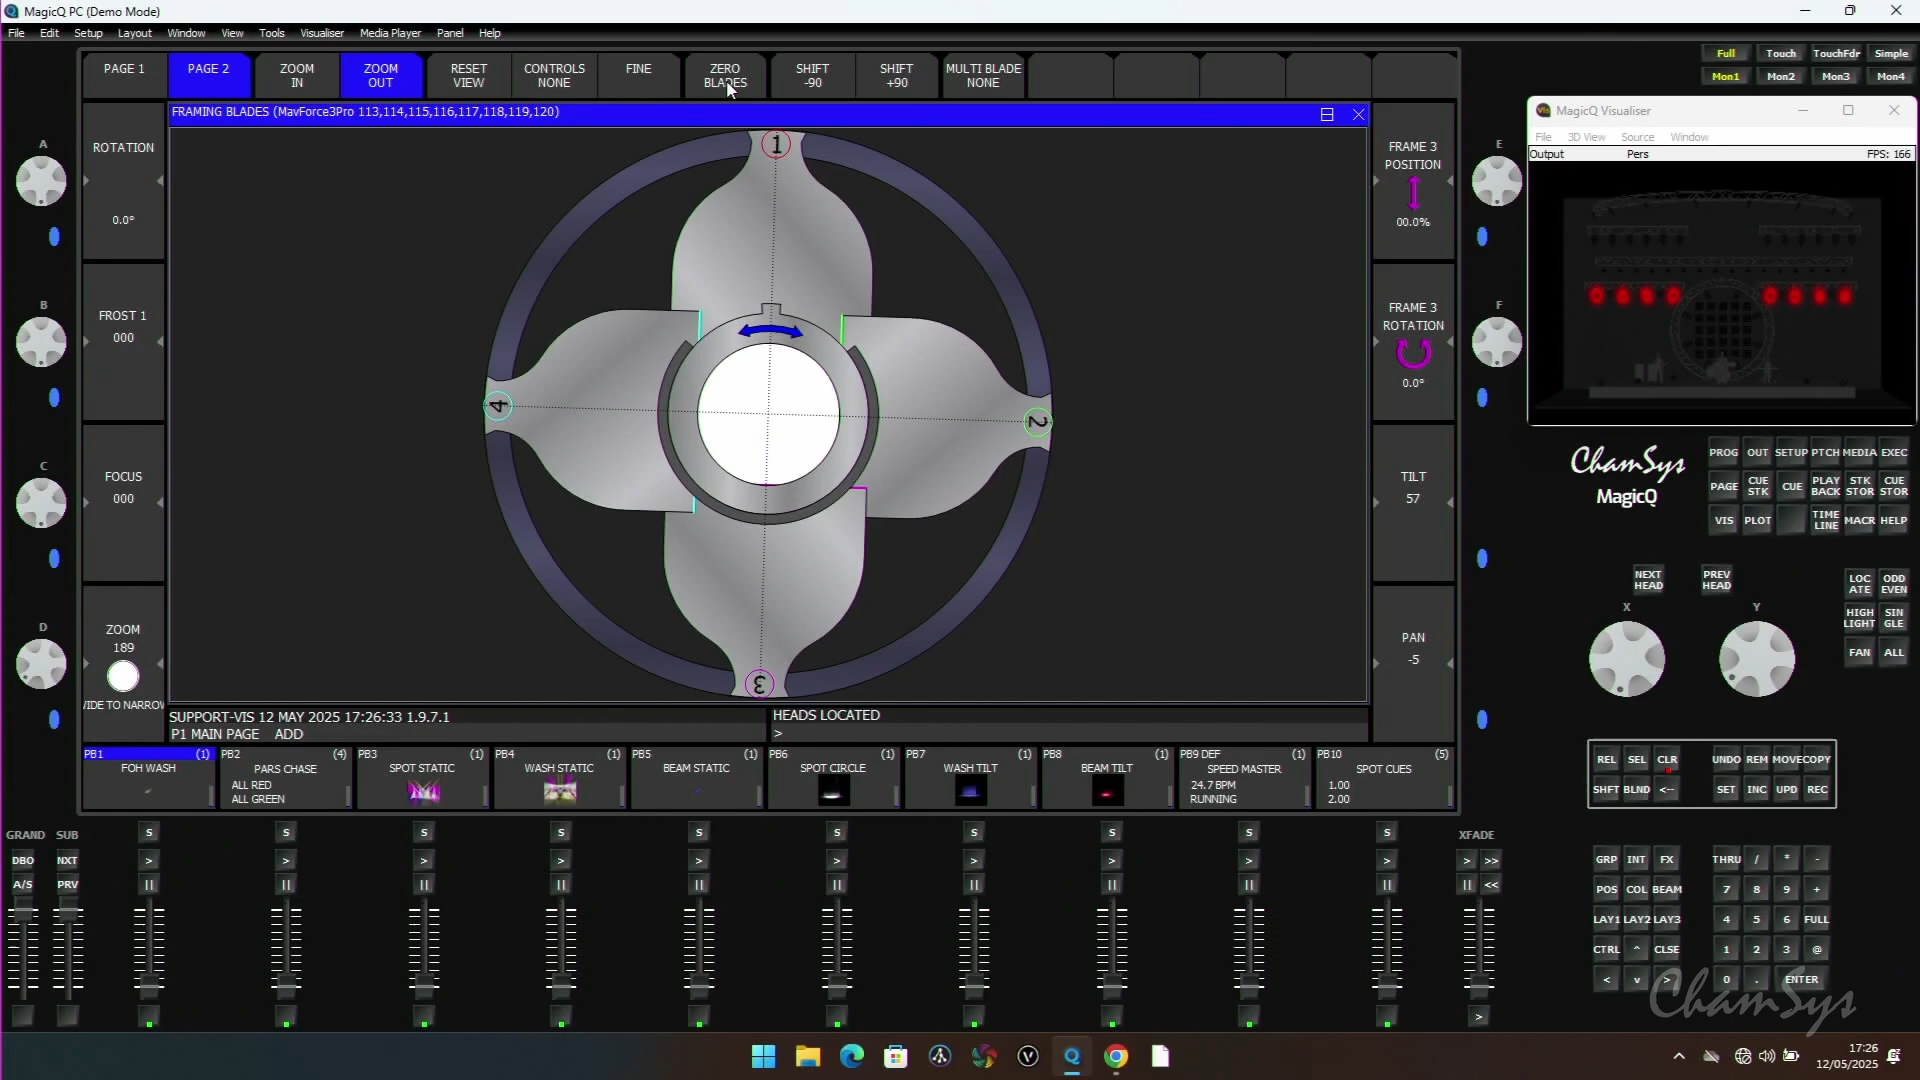 MagicQ PC (Demo Mode)
File Edit Setup Layout Window View Tools Visualiser Media Player Panel Help
PAGE 1
PAGE 2
ZOOM
IN
ZOOM
OUT
RESET
VIEW
CONTROLS
NONE
FINE
ZERO
BLADES
SHIFT
-90
SHIFT
+90
MULTI BLADE
NONE
Full Touch TouchFdr Simple
Mon1 Mon2 Mon3 Mon4
FRAMING BLADES (MavForce3Pro 113,114,115,116,117,118,119,120)
A
ROTATION
0.0°
B
FROST 1
000
C
FOCUS
000
D
ZOOM
189
IDE TO NARROW
1
2
3
4
FRAME 3
POSITION
00.0%
E
FRAME 3
ROTATION
0.0°
F
TILT
57
PAN
-5
MagicQ Visualiser
File 3D View Source Window
Output Pers FPS: 166
ChamSys
MagicQ
PROG OUT SETUP PTCH MEDIA EXEC
PAGE CUE STK CUE PLAY BACK STK STOR CUE STOR
VIS PLOT TIME LINE MACR HELP
NEXT HEAD PREV HEAD LOC ATE ODD EVEN
X Y HIGH LIGHT SIN GLE
FAN ALL
SUPPORT-VIS 12 MAY 2025 17:26:33 1.9.7.1
HEADS LOCATED
P1 MAIN PAGE ADD
>
PB1 (1)
FOH WASH
PB2 (4)
PARS CHASE
ALL RED
ALL GREEN
PB3 (1)
SPOT STATIC
PB4 (1)
WASH STATIC
PB5 (1)
BEAM STATIC
PB6 (1)
SPOT CIRCLE
PB7 (1)
WASH TILT
PB8 (1)
BEAM TILT
PB9 DEF (1)
SPEED MASTER
24.7 BPM
RUNNING
PB10 (5)
SPOT CUES
1.00
2.00
REL SEL CLR UNDO REM MOVE COPY
SHFT BLND <-- SET INC UPD REC
GRAND SUB S S S S S S S S S S XFADE
DBO NXT > > > > > > > > > > > >>
A/S PRV || || || || || || || || || || || <<
>
GRP INT FX THRU / * -
POS COL BEAM 7 8 9 +
LAY1 LAY2 LAY3 4 5 6 FULL
CTRL ^ CLSE 1 2 3 @
< v > 0 . ENTER
ChamSys
17:26
12/05/2025